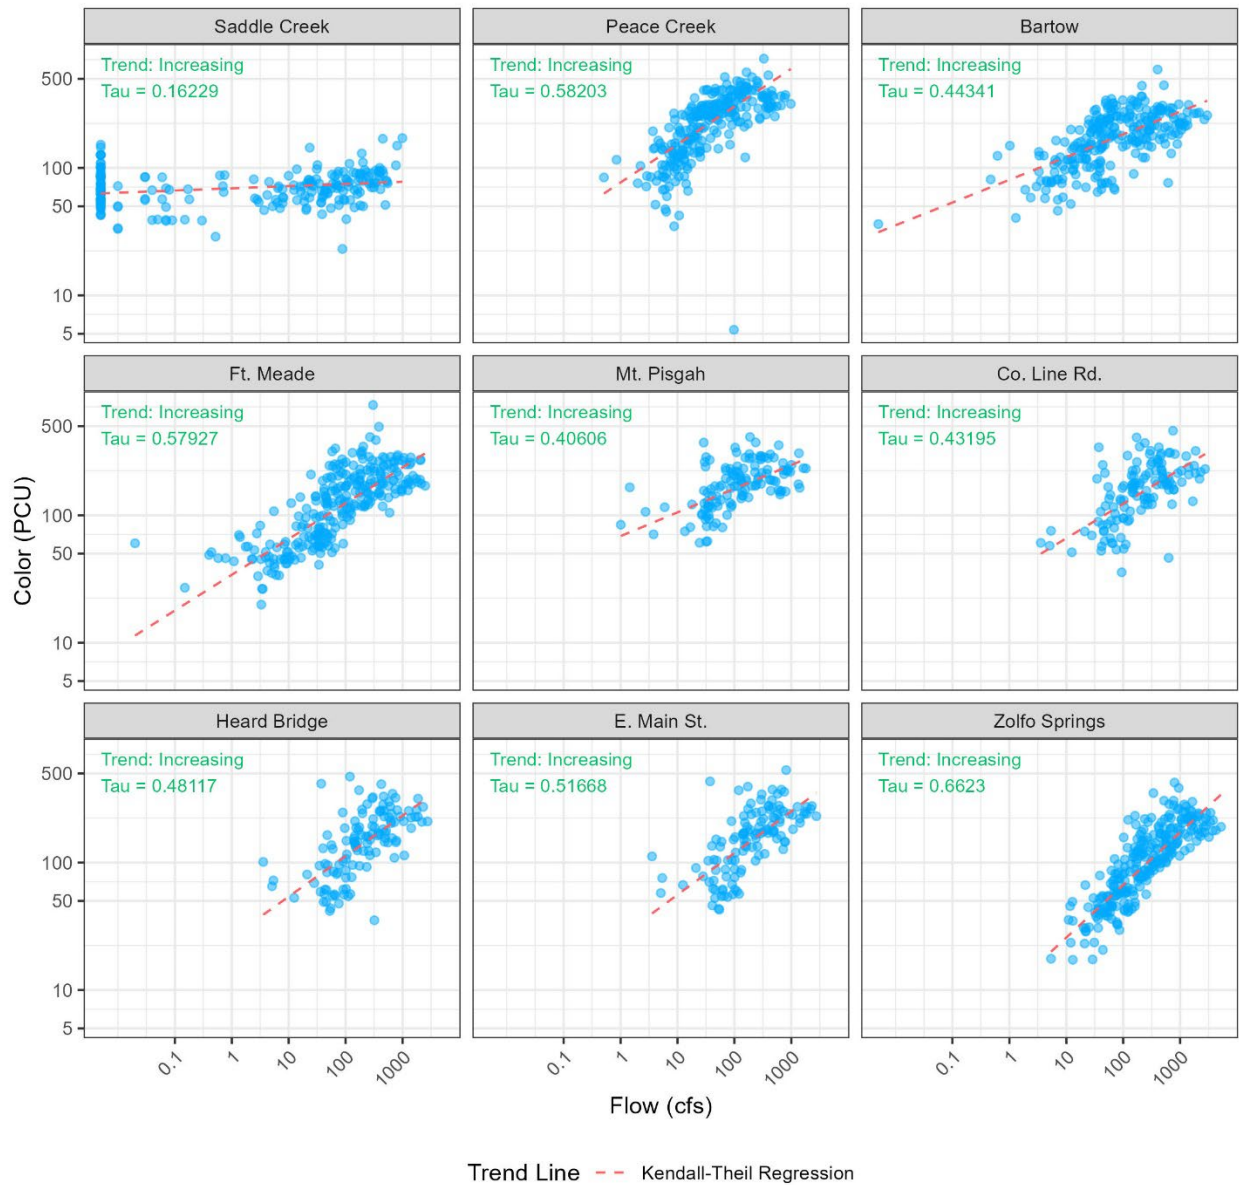 Saddle Creek
Peace Creek
Bartow
Trend: Increasing
Tau = 0.16229
Trend: Increasing
Tau = 0.58203
Trend: Increasing
Tau = 0.44341
500
100
50
10
5
Ft. Meade
Mt. Pisgah
Co. Line Rd.
Trend: Increasing
Tau = 0.57927
Trend: Increasing
Tau = 0.40606
Trend: Increasing
Tau = 0.43195
500
100
50
10
5
Color (PCU)
Heard Bridge
E. Main St.
Zolfo Springs
Trend: Increasing
Tau = 0.48117
Trend: Increasing
Tau = 0.51668
Trend: Increasing
Tau = 0.6623
500
100
50
10
5
0.1 1 10 100 1000
0.1 1 10 100 1000
0.1 1 10 100 1000
Flow (cfs)
Trend Line Kendall-Theil Regression